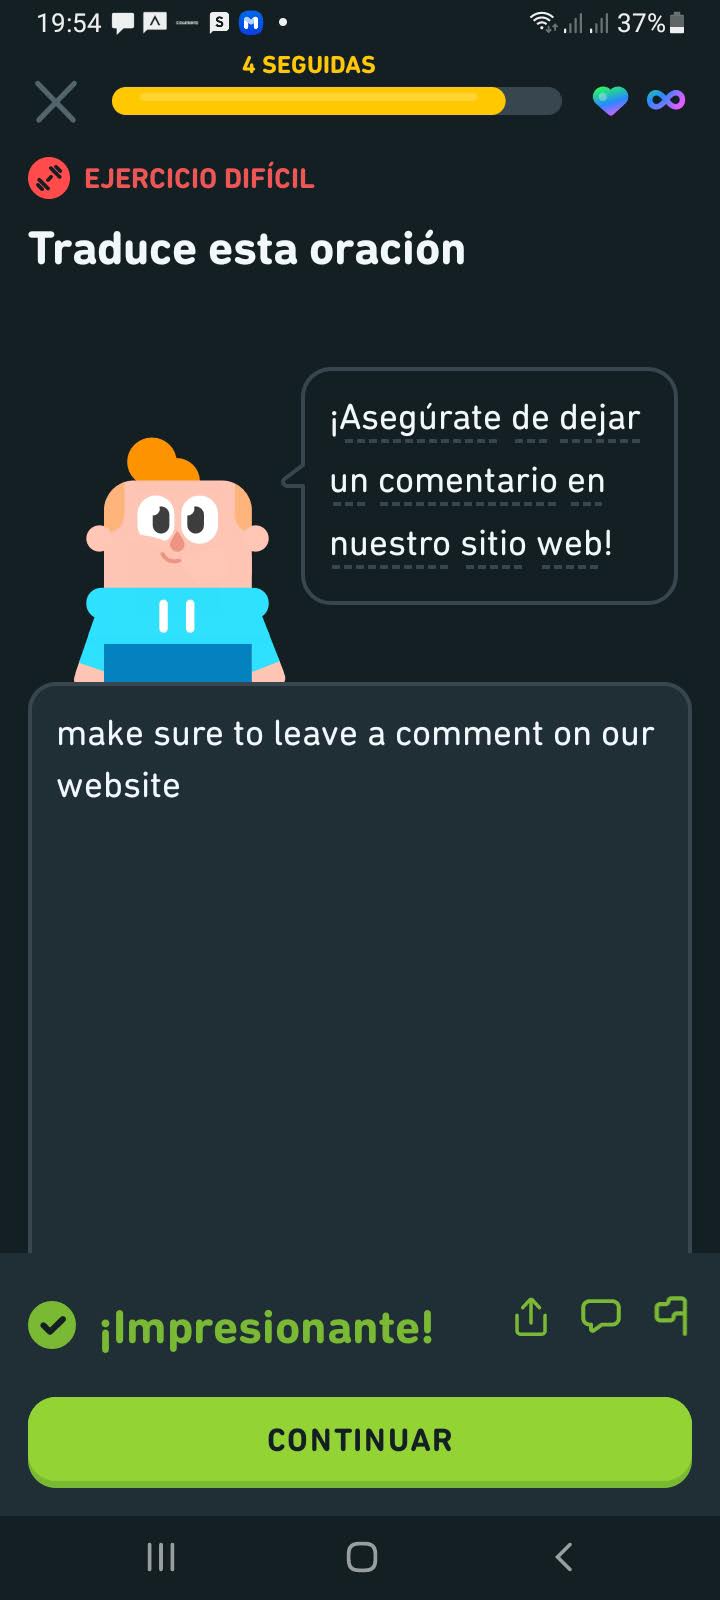 19:54
37%
4 SEGUIDAS
EJERCICIO DIFÍCIL
Traduce esta oración
¡Asegúrate de dejar
un comentario en
nuestro sitio web!
make sure to leave a comment on our
website
¡Impresionante!
CONTINUAR